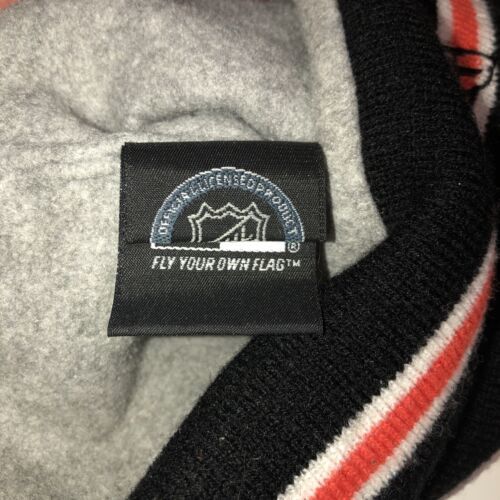 OFFICIAL LICENSED PRODUCT
®
FLY YOUR OWN FLAG™